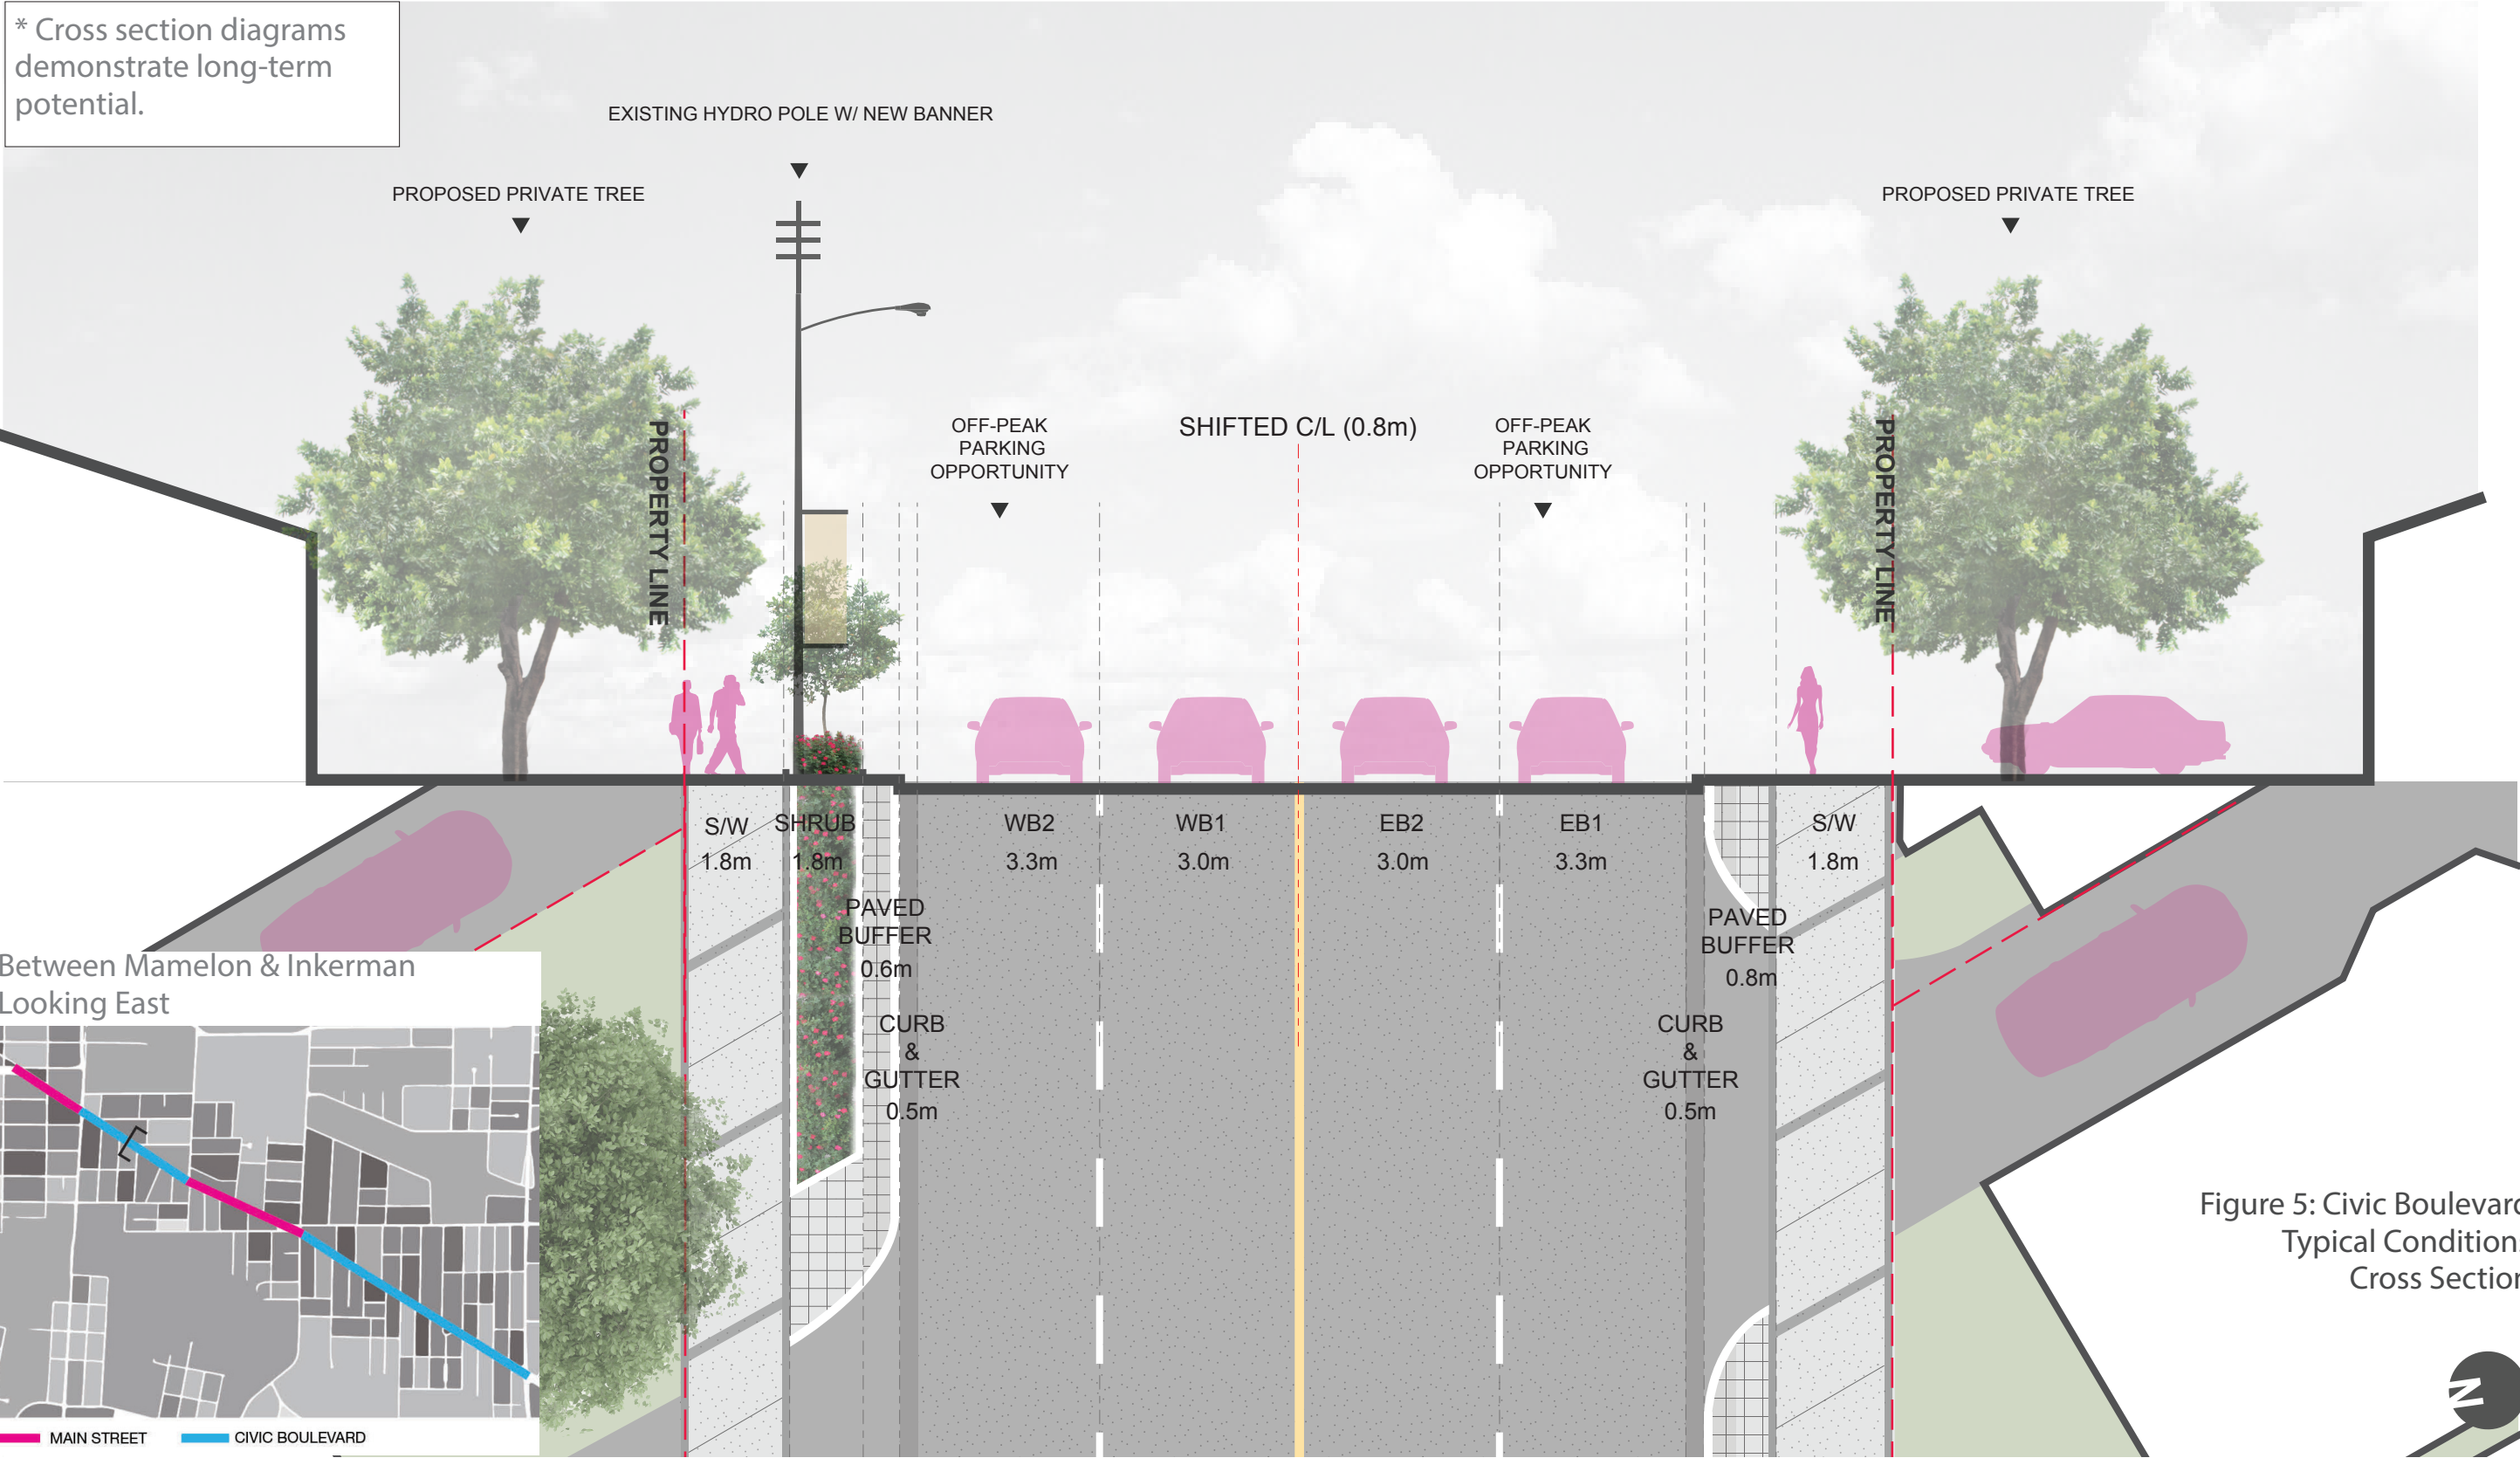 * Cross section diagrams
demonstrate long-term
potential.
EXISTING HYDRO POLE W/ NEW BANNER
PROPOSED PRIVATE TREE
PROPOSED PRIVATE TREE
PROPERTY LINE
OFF-PEAK
PARKING
OPPORTUNITY
SHIFTED C/L (0.8m)
OFF-PEAK
PARKING
OPPORTUNITY
PROPERTY LINE
S/W
1.8m
SHRUB
1.8m
PAVED
BUFFER
0.6m
CURB
&
GUTTER
0.5m
WB2
3.3m
WB1
3.0m
EB2
3.0m
EB1
3.3m
CURB
&
GUTTER
0.5m
PAVED
BUFFER
0.8m
S/W
1.8m
Between Mamelon & Inkerman
Looking East
MAIN STREET
CIVIC BOULEVARD
Figure 5: Civic Boulevard
Typical Condition
Cross Section
N